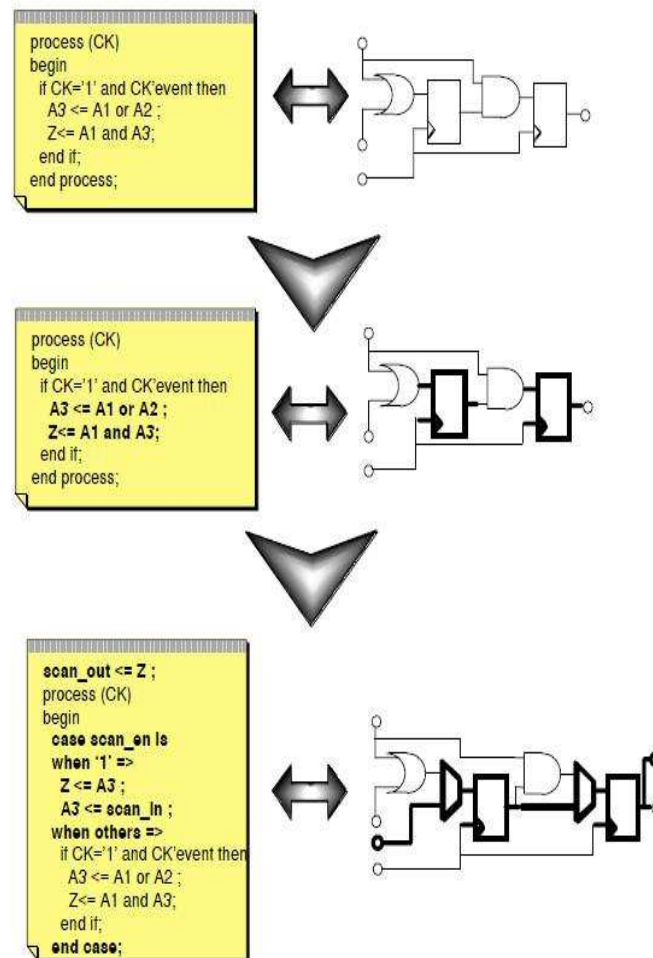 process (CK)
begin
if CK='1' and CK'event then
A3 <= A1 or A2 ;
Z<= A1 and A3;
end if;
end process;
process (CK)
begin
if CK='1' and CK'event then
A3 <= A1 or A2 ;
Z<= A1 and A3;
end if;
end process;
scan_out <= Z ;
process (CK)
begin
case scan_en is
when '1' =>
Z <= A3 ;
A3 <= scan_in ;
when others =>
if CK='1' and CK'event then
A3 <= A1 or A2 ;
Z<= A1 and A3;
end if;
end case;